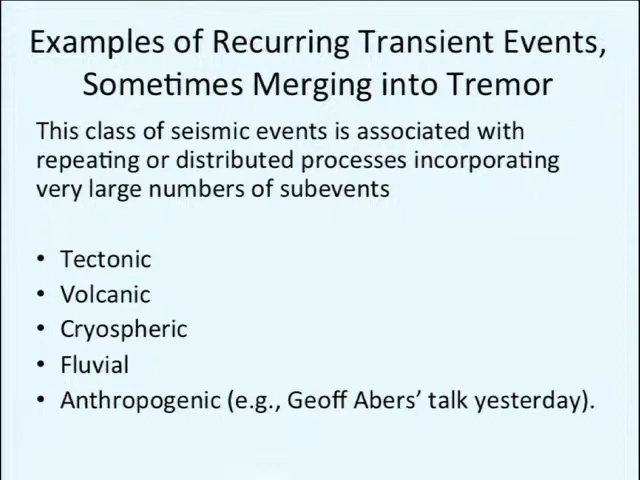 Examples of Recurring Transient Events,
Sometimes Merging into Tremor
This class of seismic events is associated with
repeating or distributed processes incorporating
very large numbers of subevents
• Tectonic
• Volcanic
• Cryospheric
• Fluvial
• Anthropogenic (e.g., Geoff Abers’ talk yesterday).